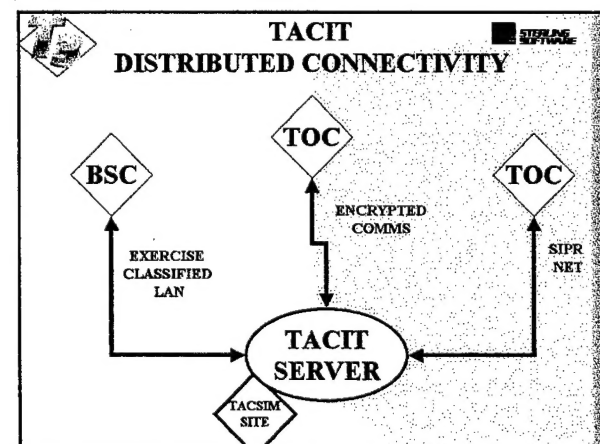 TACIT
DISTRIBUTED CONNECTIVITY
STERLING
SOFTWARE
BSC
TOC
TOC
EXERCISE
CLASSIFIED
LAN
ENCRYPTED
COMMS
SIPR
NET
TACIT
SERVER
TACSIM
SITE